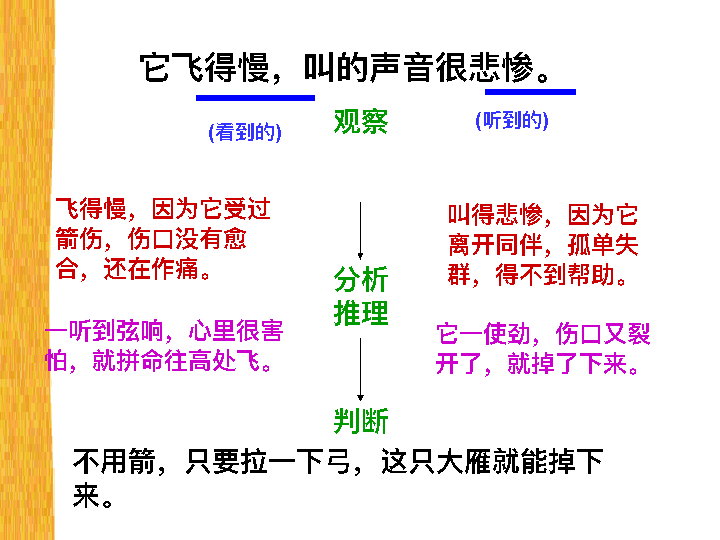 它飞得慢，叫的声音很悲惨。
(看到的)
观察
(听到的)
飞得慢，因为它受过
箭伤，伤口没有愈
合，还在作痛。
叫得悲惨，因为它
离开同伴，孤单失
群，得不到帮助。
分析
推理
一听到弦响，心里很害
怕，就拼命往高处飞。
它一使劲，伤口又裂
开了，就掉了下来。
判断
不用箭，只要拉一下弓，这只大雁就能掉下
来。